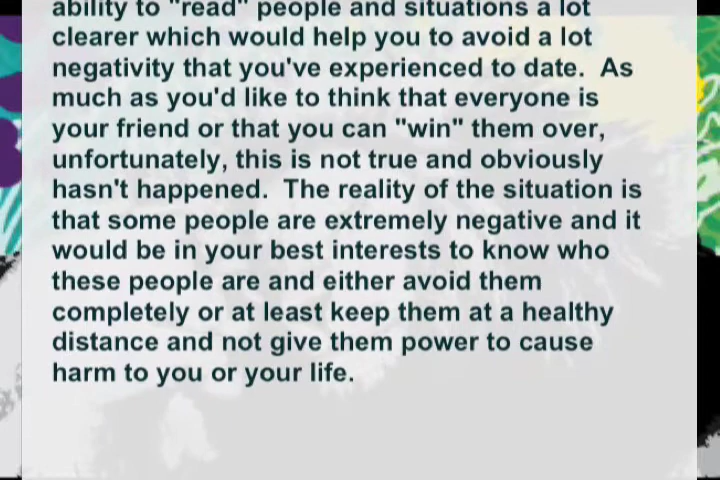 ability to "read" people and situations a lot
clearer which would help you to avoid a lot
negativity that you've experienced to date.  As
much as you'd like to think that everyone is
your friend or that you can "win" them over,
unfortunately, this is not true and obviously
hasn't happened.  The reality of the situation is
that some people are extremely negative and it
would be in your best interests to know who
these people are and either avoid them
completely or at least keep them at a healthy
distance and not give them power to cause
harm to you or your life.